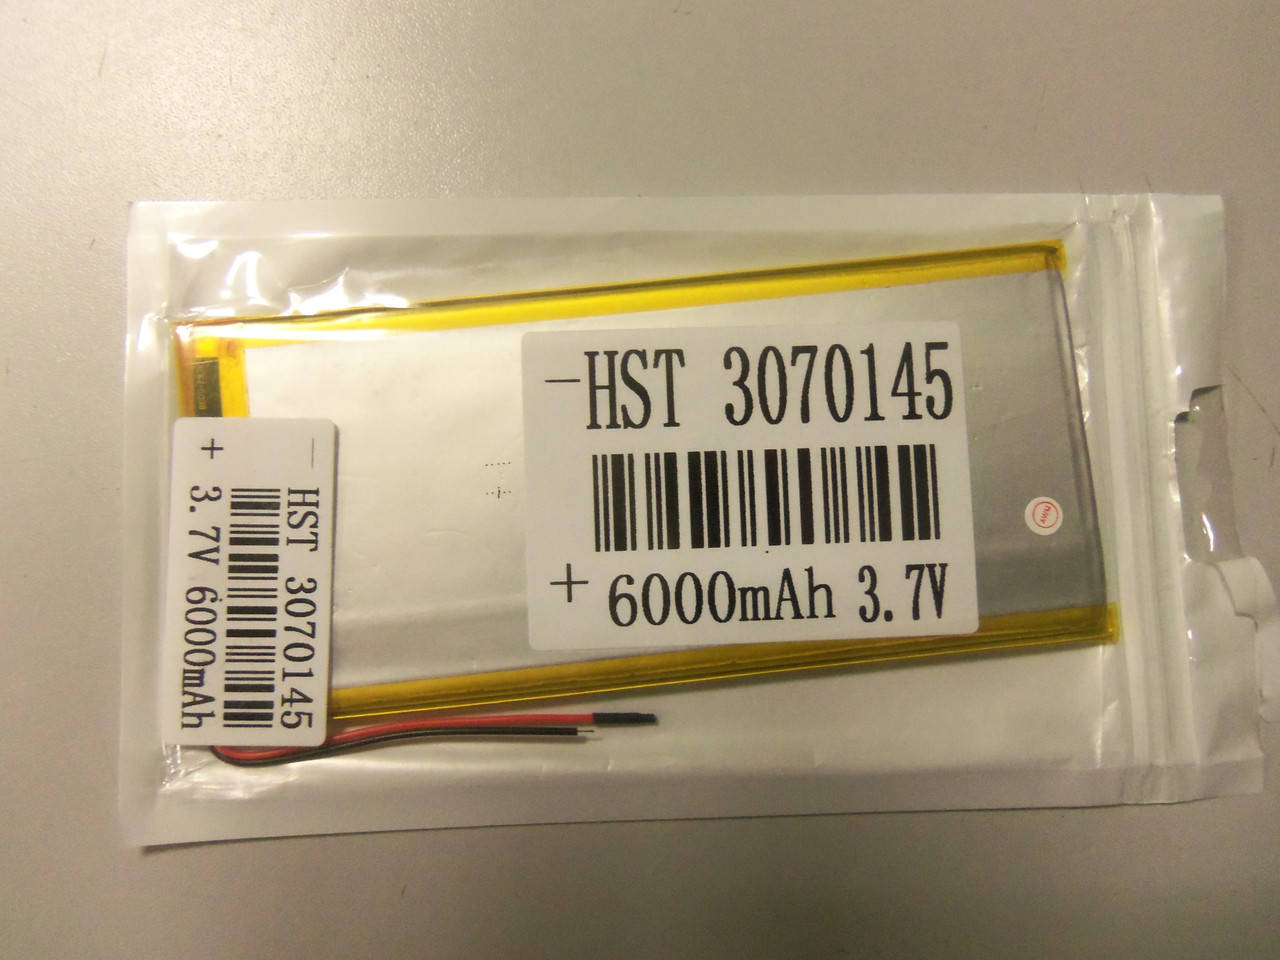 -HST 3070145
+ 6000mAh 3.7V
- HST 3070145
+ 3.7V 6000mAh